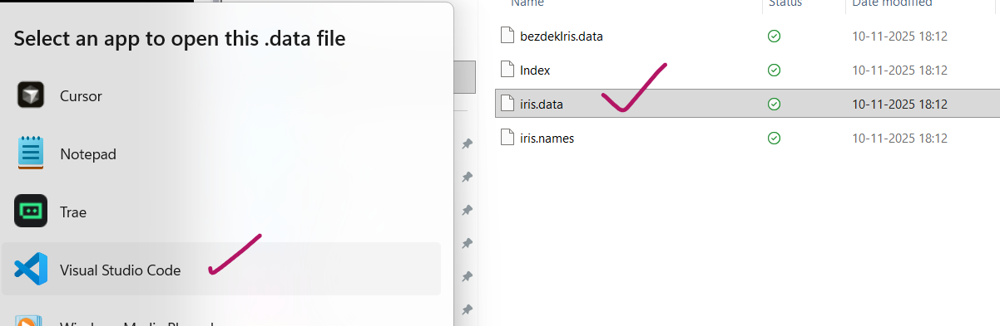 Select an app to open this .data file
Cursor
Notepad
Trae
Visual Studio Code
Name
Status
Date modified
bezdekIris.data
10-11-2025 18:12
Index
10-11-2025 18:12
iris.data
10-11-2025 18:12
iris.names
10-11-2025 18:12